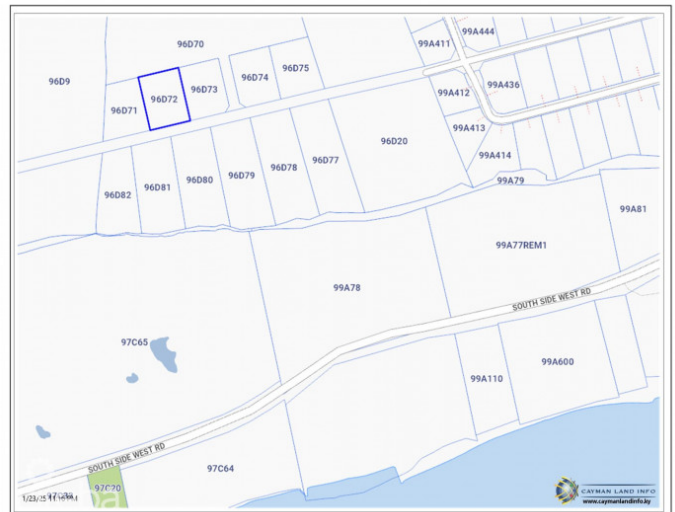 99A444
99A411
96D70
96D74
96D75
96D9
96D73
96D72
96D71
99A436
99A412
99A413
99A414
96D20
96D77
96D78
96D79
96D80
96D81
96D82
99A79
99A81
99A77REM1
99A78
SOUTH SIDE WEST RD
97C65
99A600
99A110
SOUTH SIDE WEST RD
97C64
97C20
CAYMAN LAND INFO
www.caymanlandinfo.ky